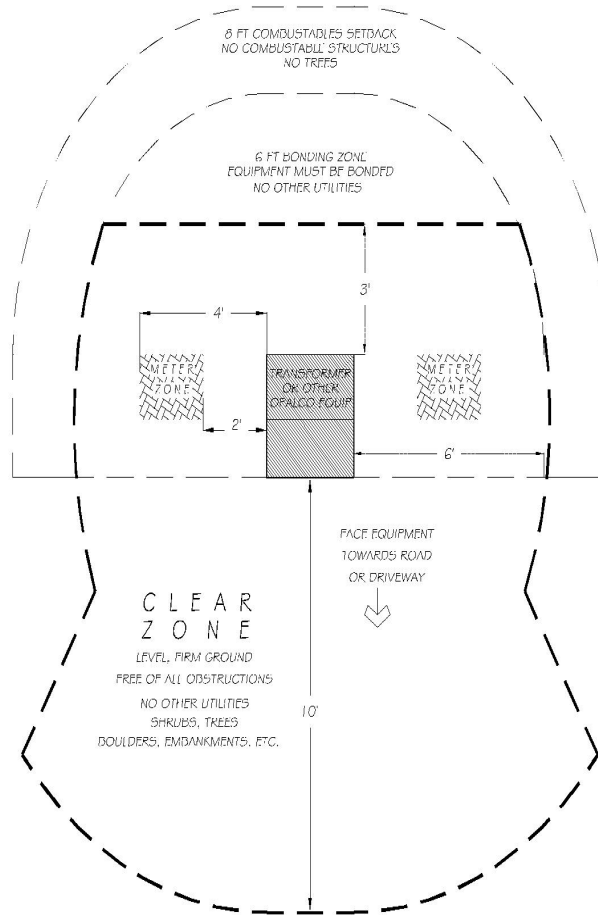 8 FT COMBUSTABLES SETBACK
NO COMBUSTABLE STRUCTURES
NO TREES
6 FT BONDING ZONE
EQUIPMENT MUST BE BONDED
NO OTHER UTILITIES
3'
4'
METER
ZONE
TRANSFORMER
OR OTHER
OPALCO EQUIP
METER
ZONE
2'
6'
FACE EQUIPMENT
TOWARDS ROAD
OR DRIVEWAY
CLEAR
ZONE
LEVEL, FIRM GROUND
FREE OF ALL OBSTRUCTIONS
NO OTHER UTILITIES
SHRUBS, TREES
BOULDERS, EMBANKMENTS, ETC.
10'